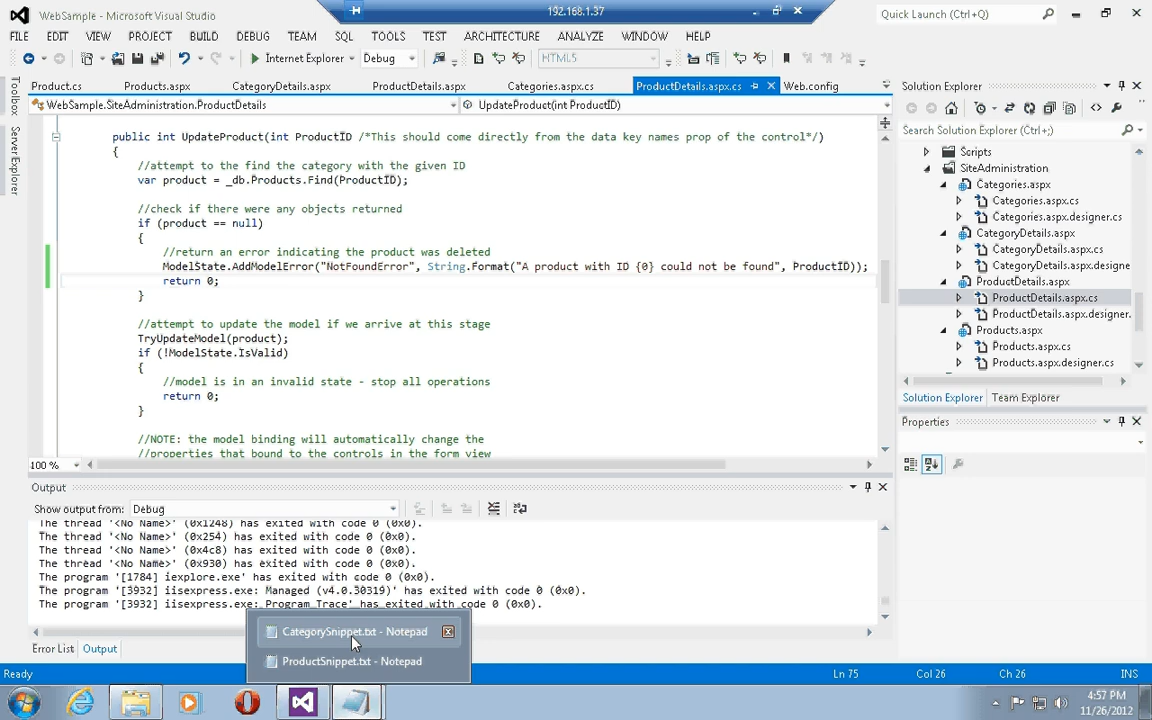 WebSample - Microsoft Visual Studio
192.168.1.37
Quick Launch (Ctrl+Q)
FILE EDIT VIEW PROJECT BUILD DEBUG TEAM SQL TOOLS TEST ARCHITECTURE ANALYZE WINDOW HELP
Internet Explorer Debug HTML5
Product.cs Products.aspx CategoryDetails.aspx ProductDetails.aspx Categories.aspx ProductDetails.aspx.cs Web.config
WebSample.SiteAdministration.ProductDetails UpdateProduct(int ProductID)
Toolbox
Server Explorer
public int UpdateProduct(int ProductID /*This should come directly from the data key names prop of the control*/)
{
//attempt to the find the category with the given ID
var product = _db.Products.Find(ProductID);
//check if there were any objects returned
if (product == null)
{
//return an error indicating the product was deleted
ModelState.AddModelError("NotFoundError", String.Format("A product with ID {0} could not be found", ProductID));
return 0;
}
//attempt to update the model if we arrive at this stage
TryUpdateModel(product);
if (!ModelState.IsValid)
{
//model is in an invalid state - stop all operations
return 0;
}
//NOTE: the model binding will automatically change the
//properties that bound to the controls in the form view
100 %
Solution Explorer
Search Solution Explorer (Ctrl+;)
Scripts
SiteAdministration
Categories.aspx
Categories.aspx.cs
Categories.aspx.designer.cs
CategoryDetails.aspx
CategoryDetails.aspx.cs
CategoryDetails.aspx.designe
ProductDetails.aspx
ProductDetails.aspx.cs
ProductDetails.aspx.designer.
Products.aspx
Products.aspx.cs
Products.aspx.designer.cs
Solution Explorer Team Explorer
Properties
Output
Show output from: Debug
The thread '<No Name>' (0x1248) has exited with code 0 (0x0).
The thread '<No Name>' (0x254) has exited with code 0 (0x0).
The thread '<No Name>' (0x4c8) has exited with code 0 (0x0).
The thread '<No Name>' (0x930) has exited with code 0 (0x0).
The program '[1784] iexplore.exe' has exited with code 0 (0x0).
The program '[3932] iisexpress.exe: Managed (v4.0.30319)' has exited with code 0 (0x0).
The program '[3932] iisexpress.exe: Program Trace' has exited with code 0 (0x0).
CategorySnippet.txt - Notepad
ProductSnippet.txt - Notepad
Error List Output
Ready Ln 75 Col 26 Ch 26 INS
4:57 PM
11/26/2012